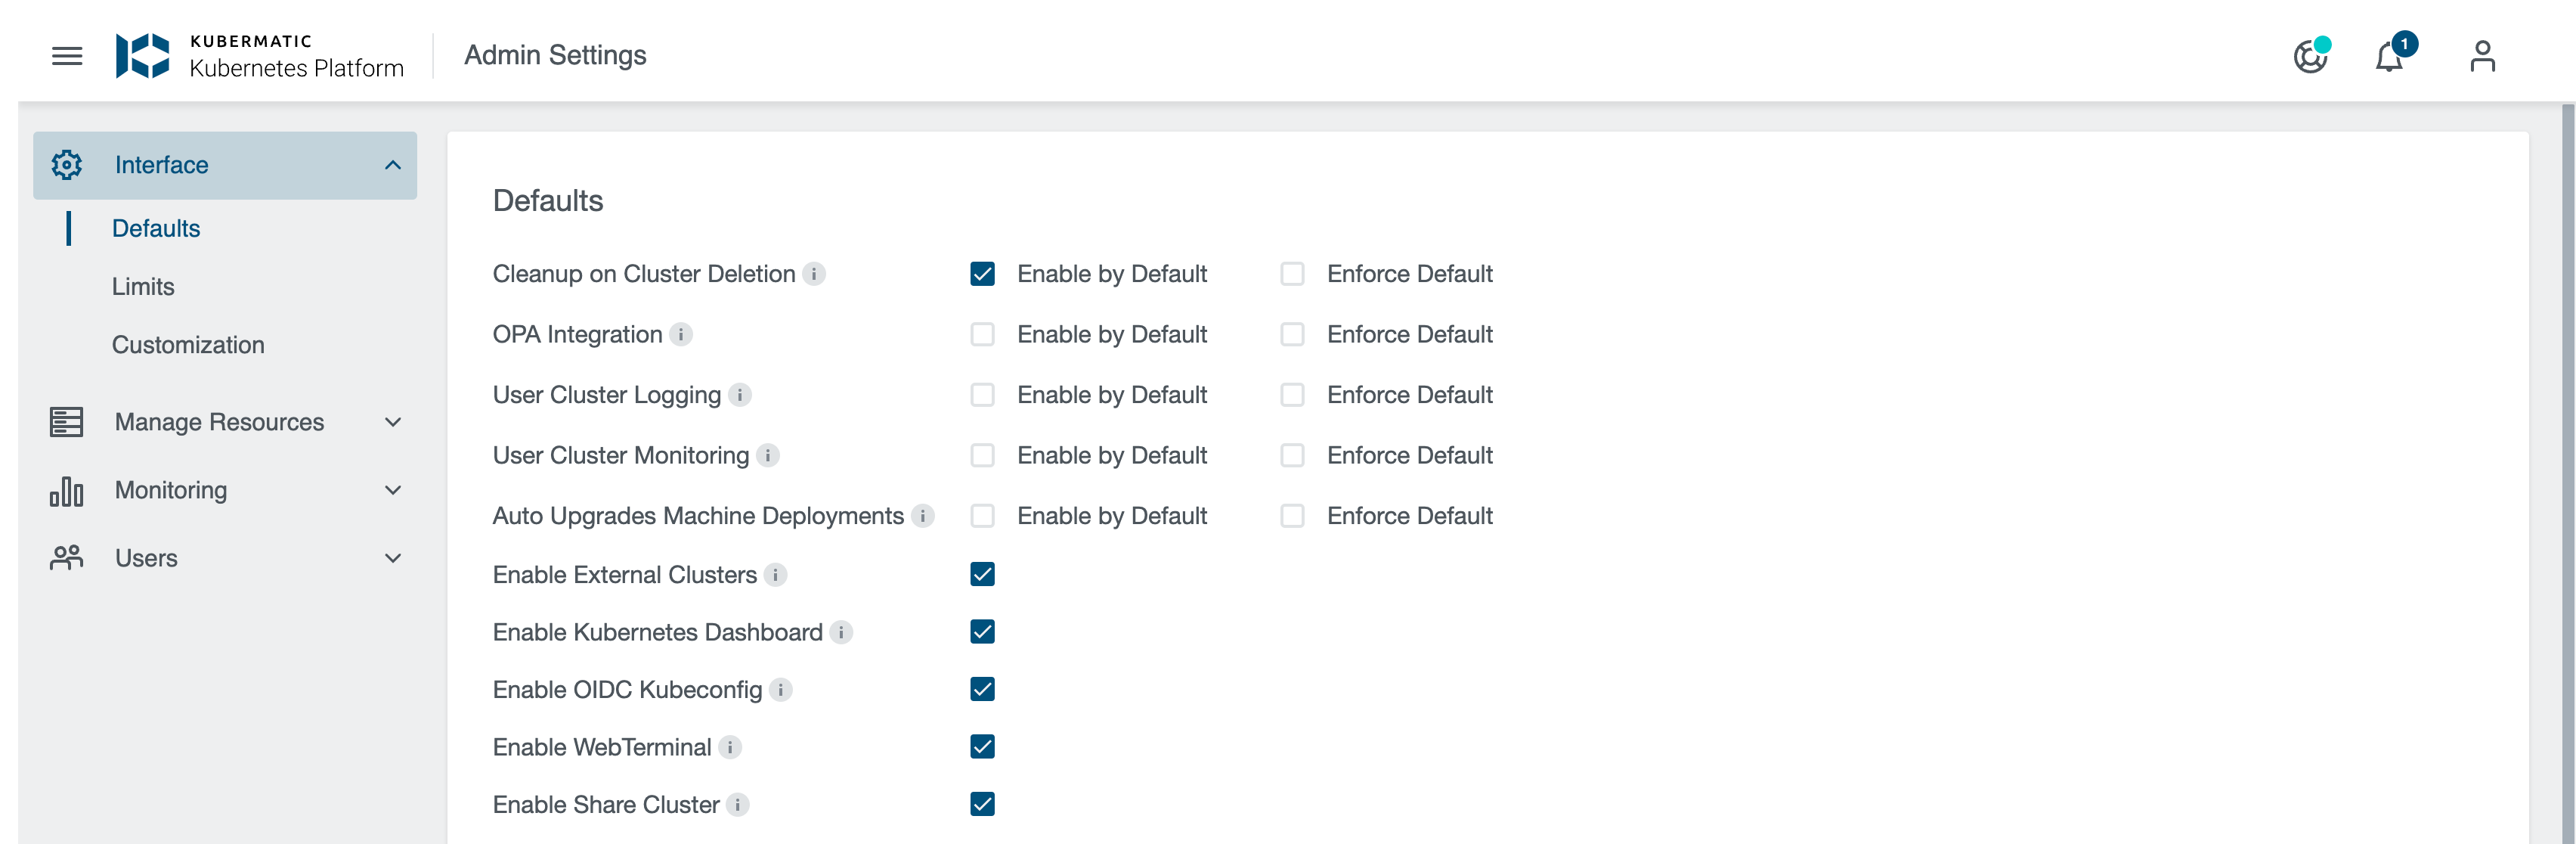 KUBERMATIC
Kubernetes Platform
Admin Settings
1
Interface
Defaults
Limits
Customization
Manage Resources
Monitoring
Users
Defaults
Cleanup on Cluster Deletion i Enable by Default Enforce Default
OPA Integration i Enable by Default Enforce Default
User Cluster Logging i Enable by Default Enforce Default
User Cluster Monitoring i Enable by Default Enforce Default
Auto Upgrades Machine Deployments i Enable by Default Enforce Default
Enable External Clusters i
Enable Kubernetes Dashboard i
Enable OIDC Kubeconfig i
Enable WebTerminal i
Enable Share Cluster i